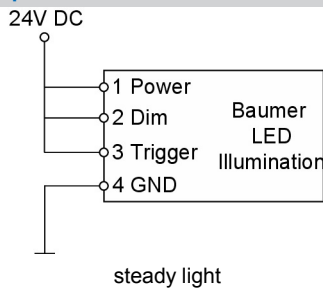 24V DC
1 Power
2 Dim
3 Trigger
4 GND
Baumer
LED
Illumination
steady light